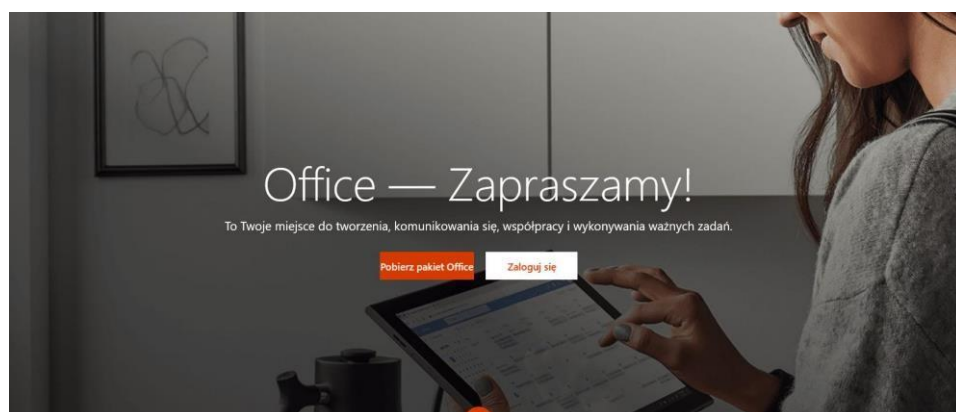 Office — Zapraszamy!
To Twoje miejsce do tworzenia, komunikowania się, współpracy i wykonywania ważnych zadań.
Pobierz pakiet Office
Zaloguj się